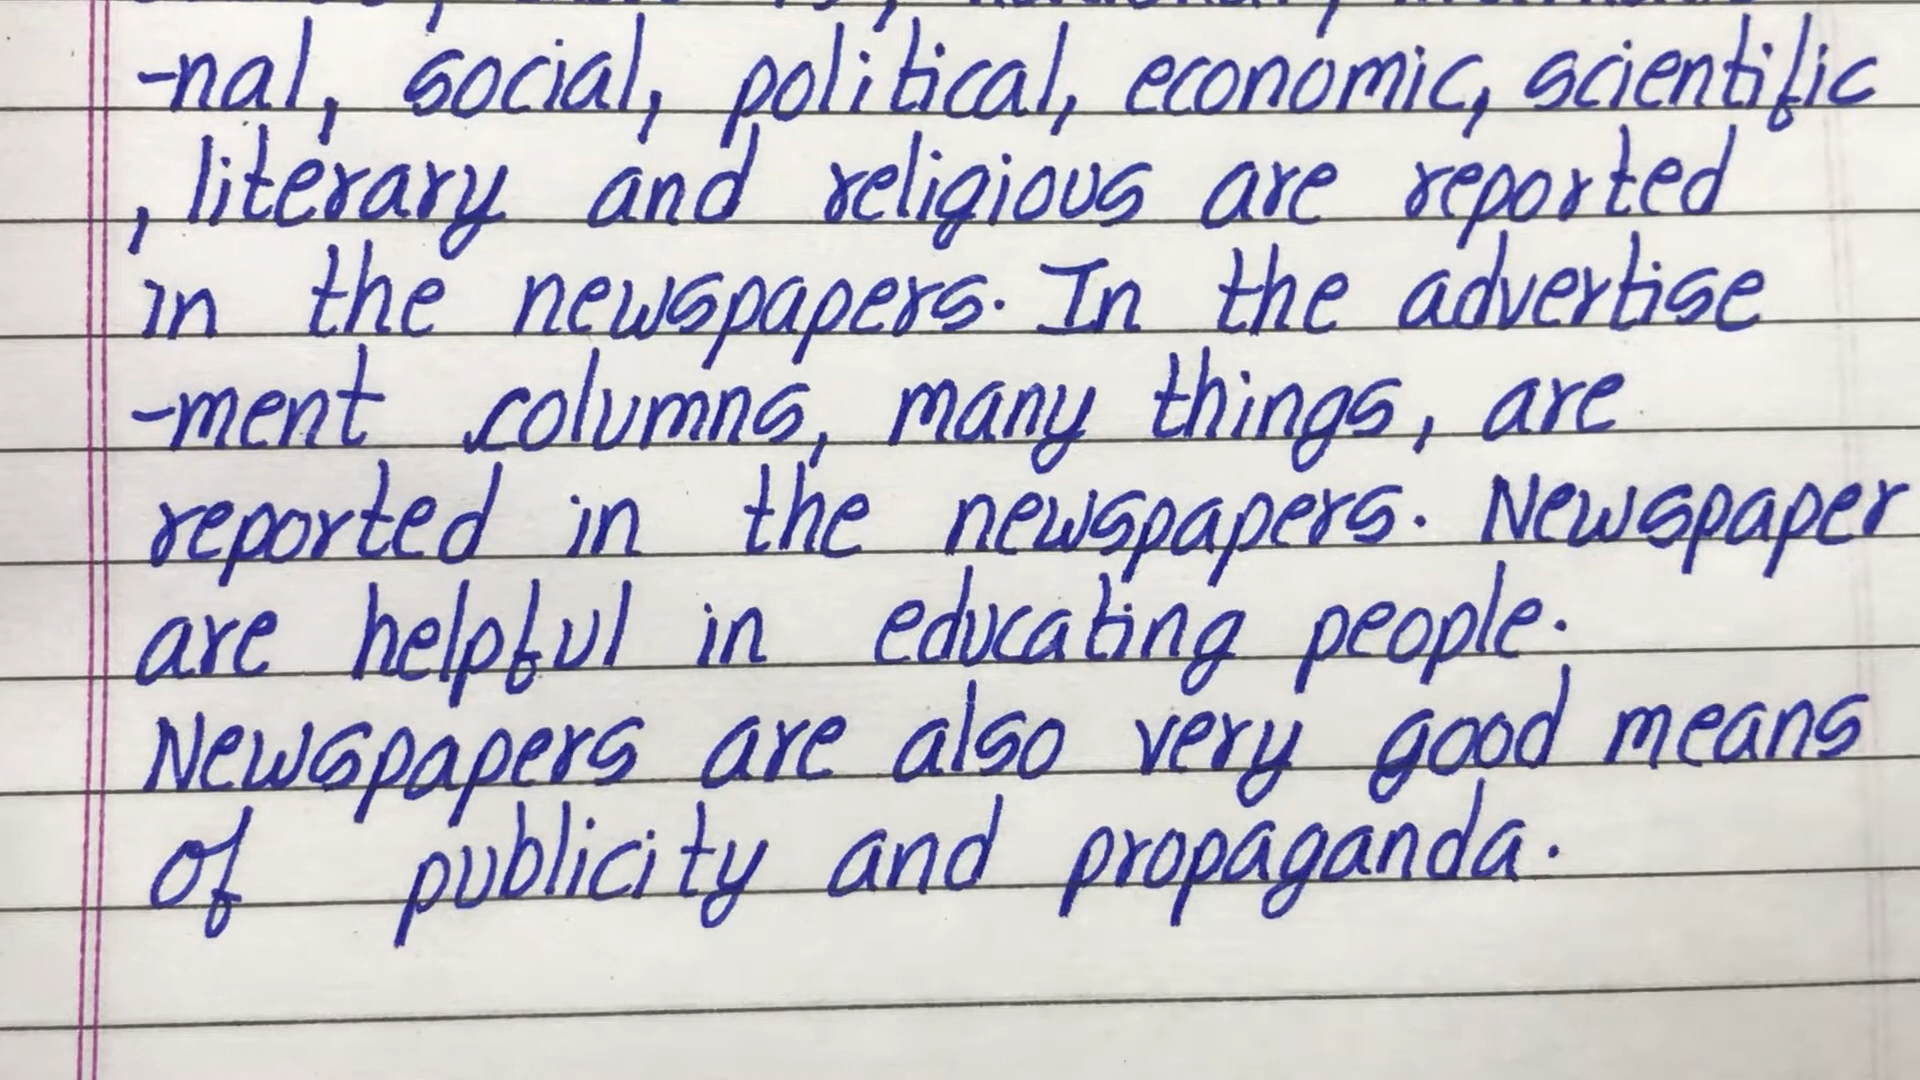 -nal, social, political, economic, scientific
, literary and religious are reported
in the newspapers. In the advertise
-ment columns, many things, are
reported in the newspapers. Newspaper
are helpful in educating people.
Newspapers are also very good means
of publicity and propaganda.